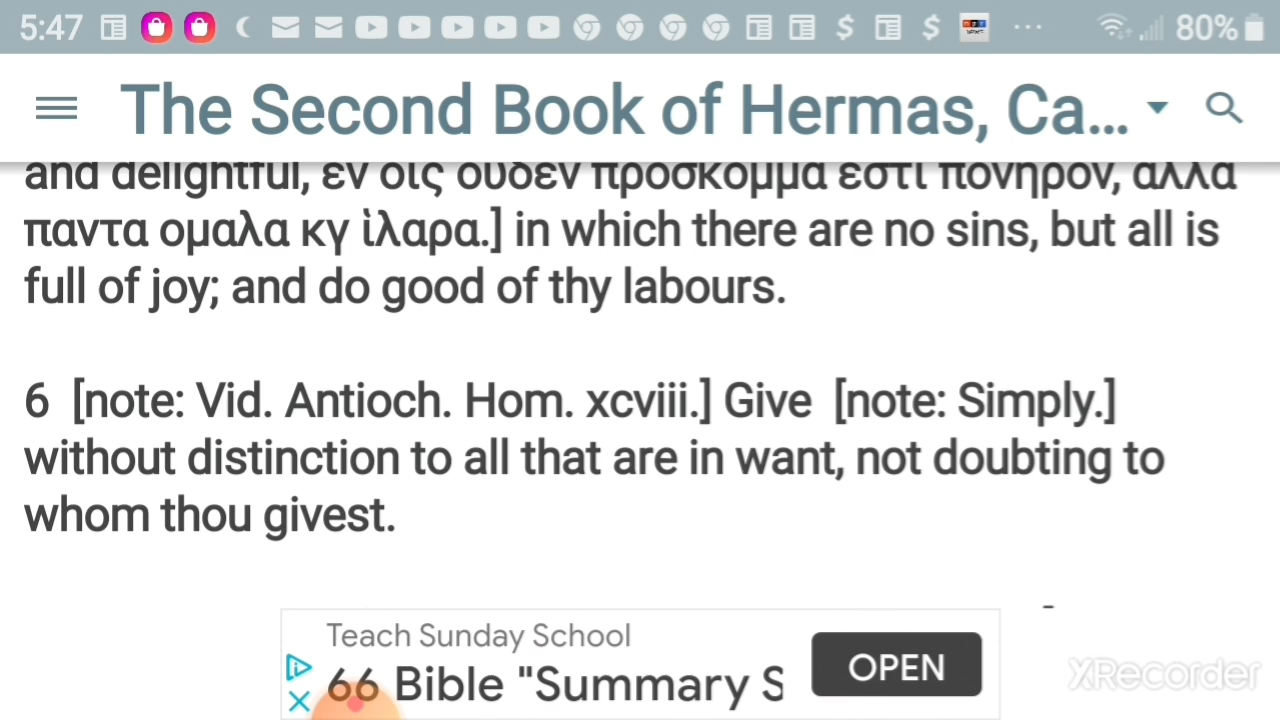 5:47
80%
The Second Book of Hermas, Ca...
and delightful, εν οις ουδεν προσκομμα εστι πονηρον, αλλα
παντα ομαλα κγ ὶλαρα.] in which there are no sins, but all is
full of joy; and do good of thy labours.
6 [note: Vid. Antioch. Hom. xcviii.] Give [note: Simply.]
without distinction to all that are in want, not doubting to
whom thou givest.
Teach Sunday School
66 Bible "Summary S
OPEN
XRecorder